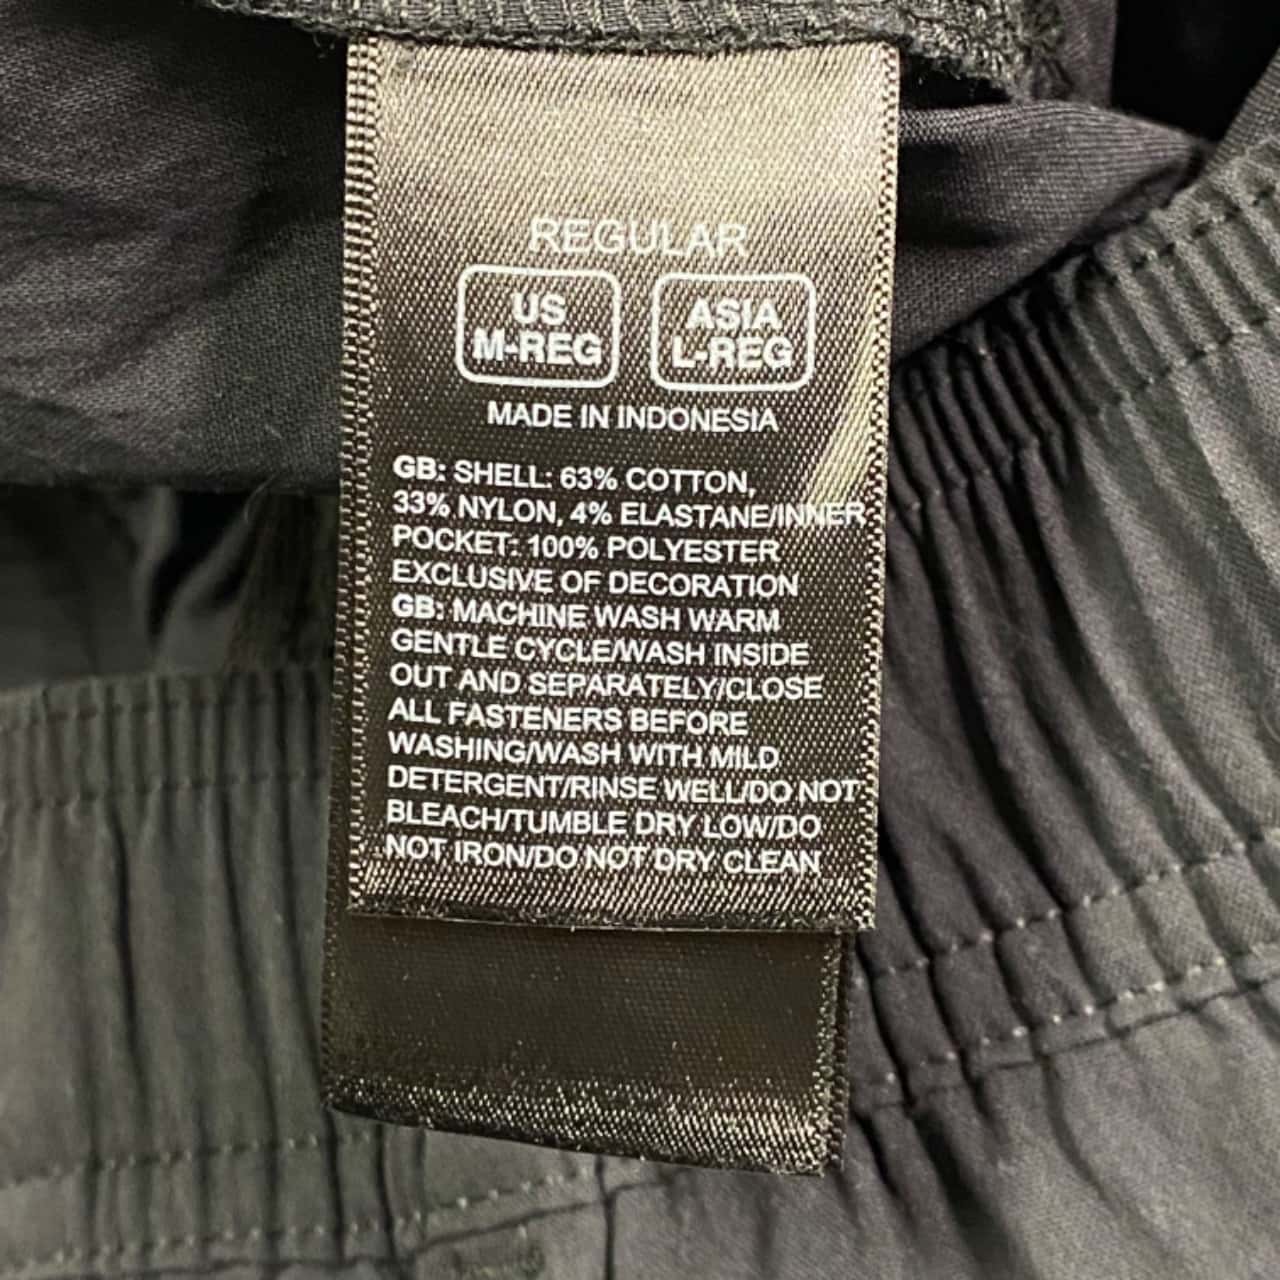 REGULAR
US ASIA
M-REG L-REG
MADE IN INDONESIA
GB: SHELL: 63% COTTON,
33% NYLON, 4% ELASTANE/INNER
POCKET: 100% POLYESTER
EXCLUSIVE OF DECORATION
GB: MACHINE WASH WARM
GENTLE CYCLE/WASH INSIDE
OUT AND SEPARATELY/CLOSE
ALL FASTENERS BEFORE
WASHING/WASH WITH MILD
DETERGENT/RINSE WELL/DO NOT
BLEACH/TUMBLE DRY LOW/DO
NOT IRON/DO NOT DRY CLEAN